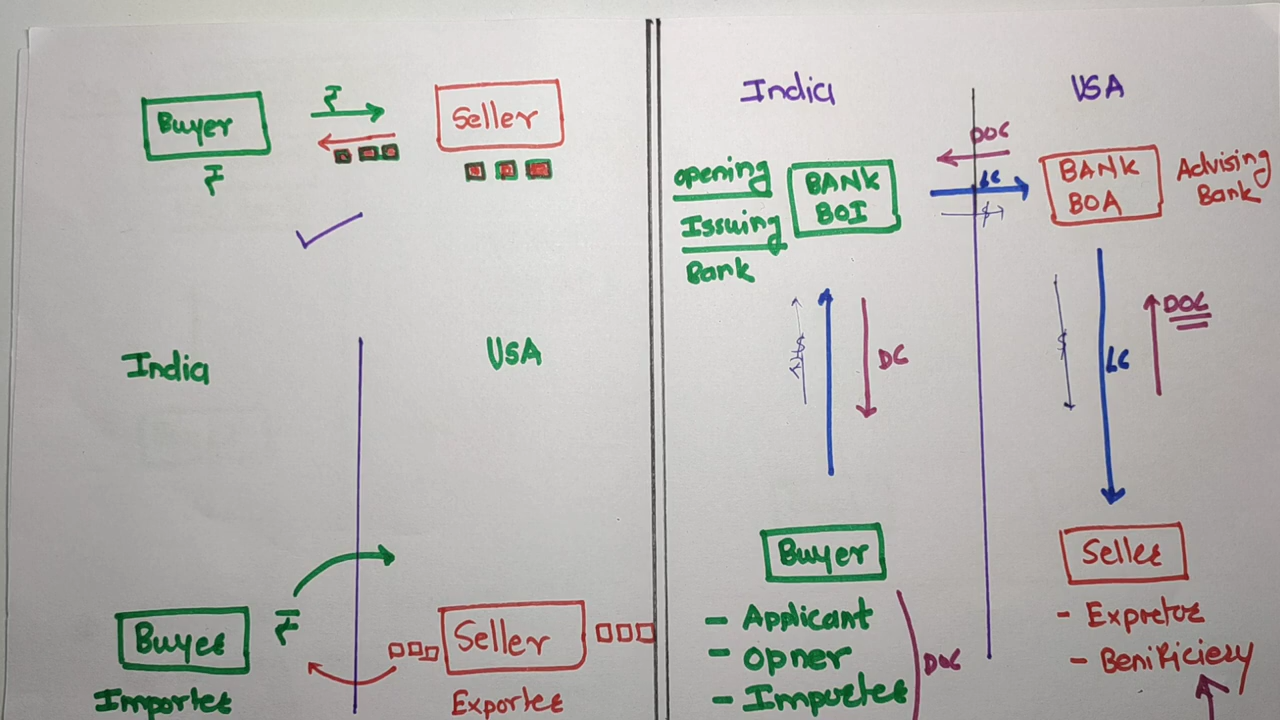 ₹
Buyer
Seller
₹
India
USA
₹
Buyer
Seller
Importer
Exporter
India
USA
DOC
opening
Issuing
Bank
BANK
BOI
LC
$
BANK
BOA
Advising
Bank
DC
$
LC
DOC
Buyer
- Applicant
- Opner
- Importer
DOC
Seller
- Expretor
- Benificiery